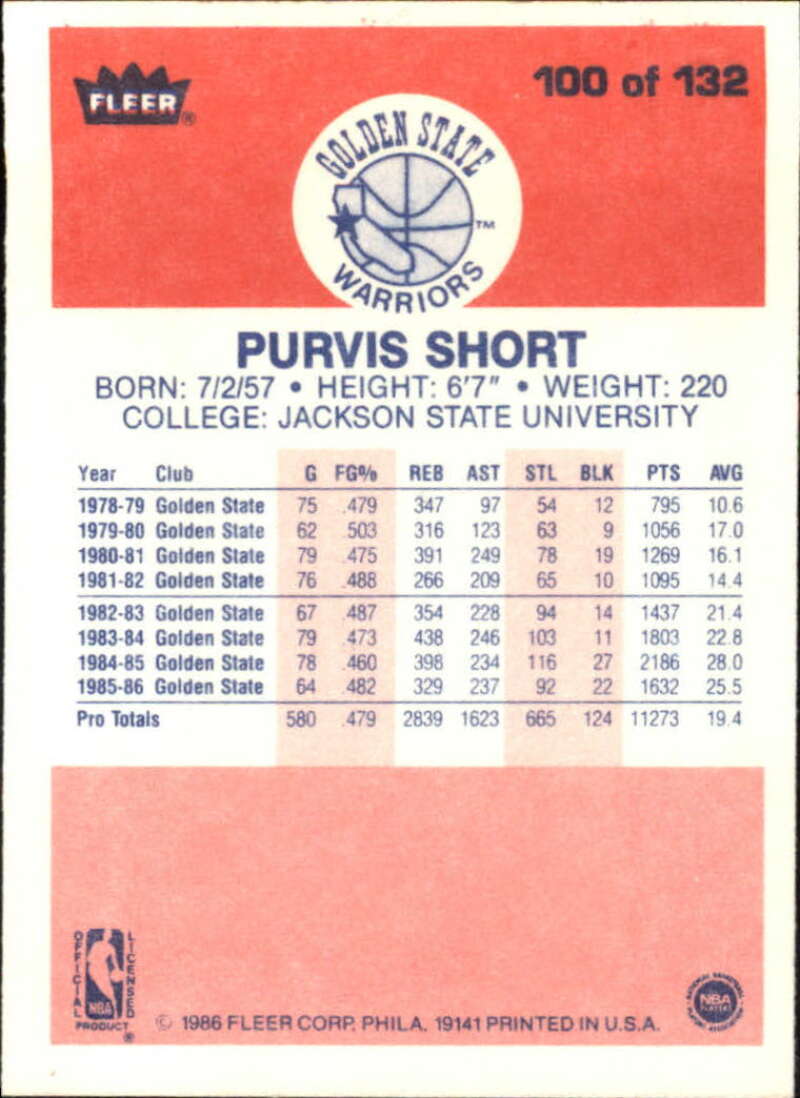 FLEER®
100 of 132
GOLDEN STATE
WARRIORS
TM
PURVIS SHORT
BORN: 7/2/57 • HEIGHT: 6'7" • WEIGHT: 220
COLLEGE: JACKSON STATE UNIVERSITY
Year Club G FG% REB AST STL BLK PTS AVG
1978-79 Golden State 75 .479 347 97 54 12 795 10.6
1979-80 Golden State 62 .503 316 123 63 9 1056 17.0
1980-81 Golden State 79 .475 391 249 78 19 1269 16.1
1981-82 Golden State 76 .488 266 209 65 10 1095 14.4
1982-83 Golden State 67 .487 354 228 94 14 1437 21.4
1983-84 Golden State 79 .473 438 246 103 11 1803 22.8
1984-85 Golden State 78 .460 398 234 116 27 2186 28.0
1985-86 Golden State 64 .482 329 237 92 22 1632 25.5
Pro Totals 580 .479 2839 1623 665 124 11273 19.4
OFFICIAL
LICENSED
NBA
PRODUCT
®
© 1986 FLEER CORP. PHILA. 19141 PRINTED IN U.S.A.
NATIONAL BASKETBALL
NBA
PLAYERS
PLAYERS ASSOCIATION